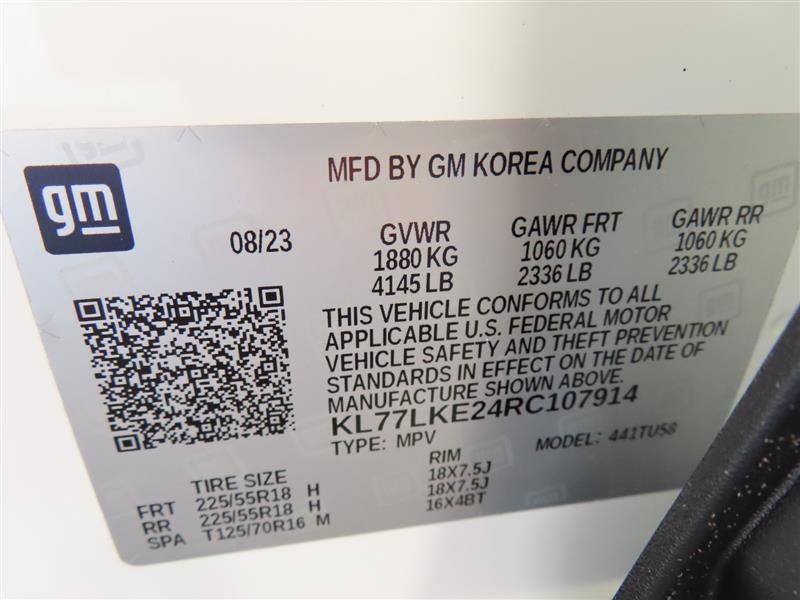 gm
MFD BY GM KOREA COMPANY
08/23
GVWR GAWR FRT GAWR RR
1880 KG 1060 KG 1060 KG
4145 LB 2336 LB 2336 LB
THIS VEHICLE CONFORMS TO ALL
APPLICABLE U.S. FEDERAL MOTOR
VEHICLE SAFETY AND THEFT PREVENTION
STANDARDS IN EFFECT ON THE DATE OF
MANUFACTURE SHOWN ABOVE.
KL77LKE24RC107914
TYPE: MPV MODEL: 441TU58
TIRE SIZE RIM
FRT 225/55R18 H 18X7.5J
RR 225/55R18 H 18X7.5J
SPA T125/70R16 M 16X4BT